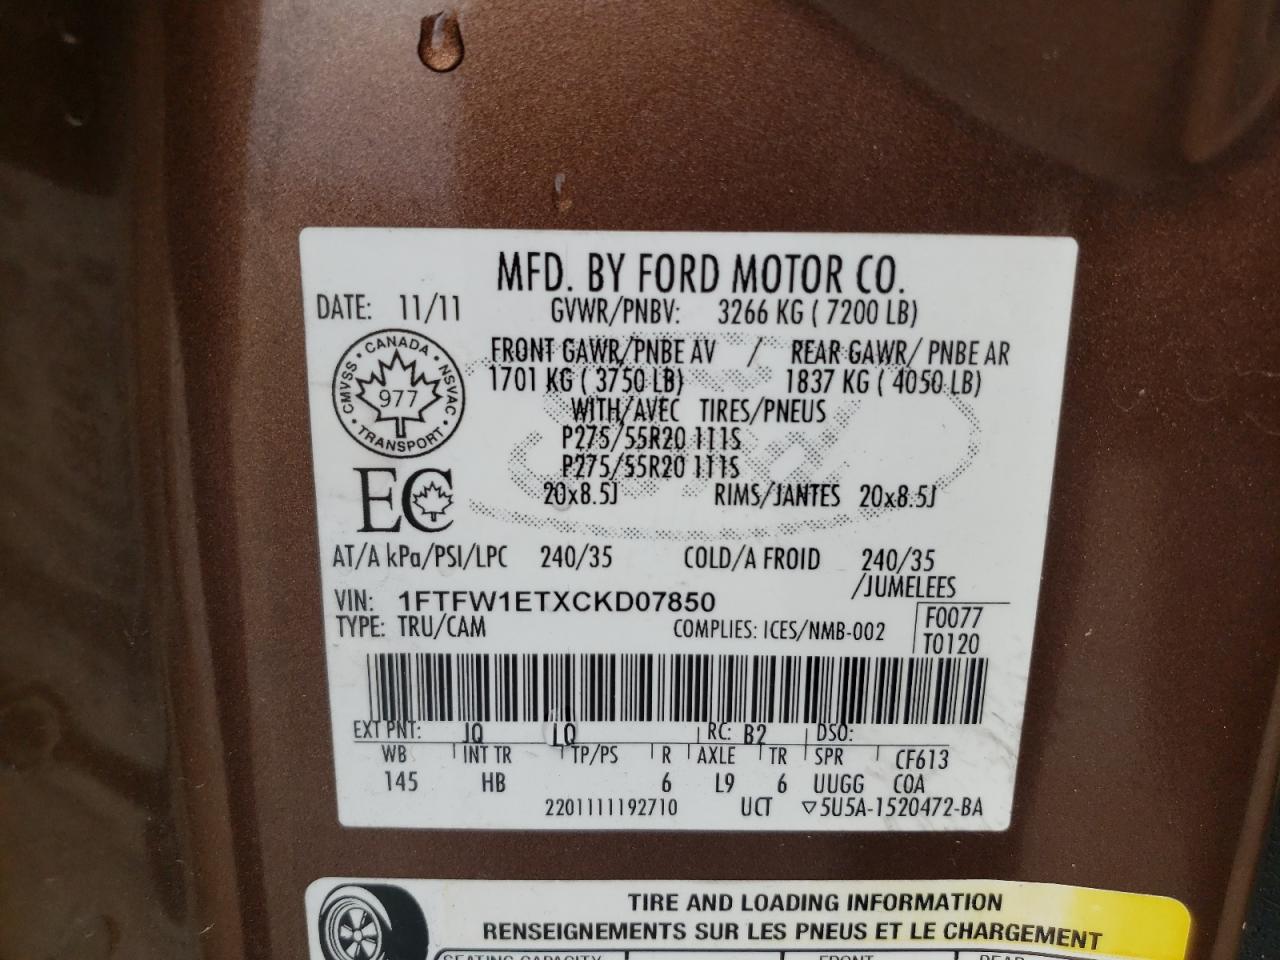 MFD. BY FORD MOTOR CO.
DATE: 11/11 GVWR/PNBV: 3266 KG ( 7200 LB)
FRONT GAWR/PNBE AV / REAR GAWR/ PNBE AR
1701 KG ( 3750 LB) 1837 KG ( 4050 LB)
WITH/AVEC TIRES/PNEUS
P275/55R20 111S
P275/55R20 111S
20x8.5J RIMS/JANTES 20x8.5J
CANADA
CMVSS · NSVAC
977
TRANSPORT
EC
AT/A kPa/PSI/LPC 240/35 COLD/A FROID 240/35
/JUMELEES
VIN: 1FTFW1ETXCKD07850 F0077
TYPE: TRU/CAM COMPLIES: ICES/NMB-002 T0120
EXT PNT: JQ LQ RC: B2 DSO:
WB INT TR TP/PS R AXLE TR SPR CF613
145 HB 6 L9 6 UUGG COA
2201111192710 UCT ▽5U5A-1520472-BA
TIRE AND LOADING INFORMATION
RENSEIGNEMENTS SUR LES PNEUS ET LE CHARGEMENT
SEATING CAPACITY FRONT REAR